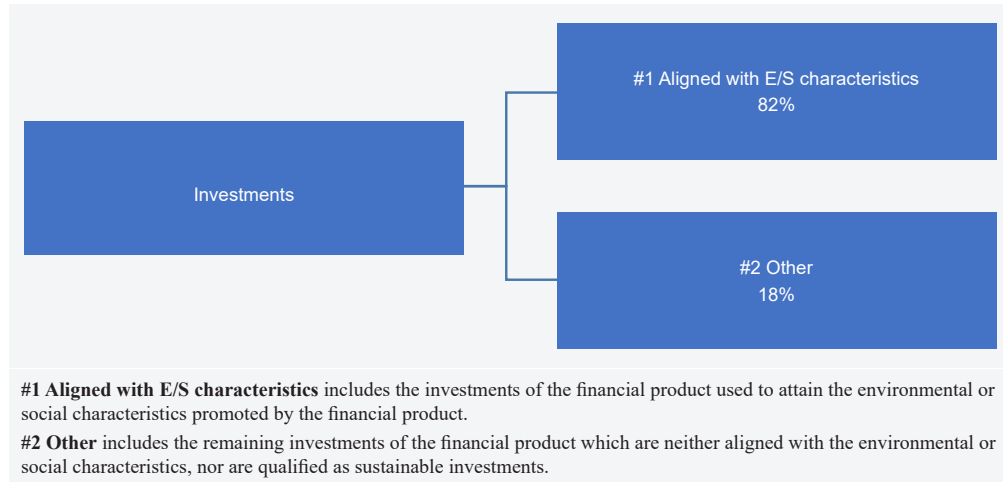 #1 Aligned with E/S characteristics
82%
Investments
#2 Other
18%
#1 Aligned with E/S characteristics includes the investments of the financial product used to attain the environmental or
social characteristics promoted by the financial product.
#2 Other includes the remaining investments of the financial product which are neither aligned with the environmental or
social characteristics, nor are qualified as sustainable investments.